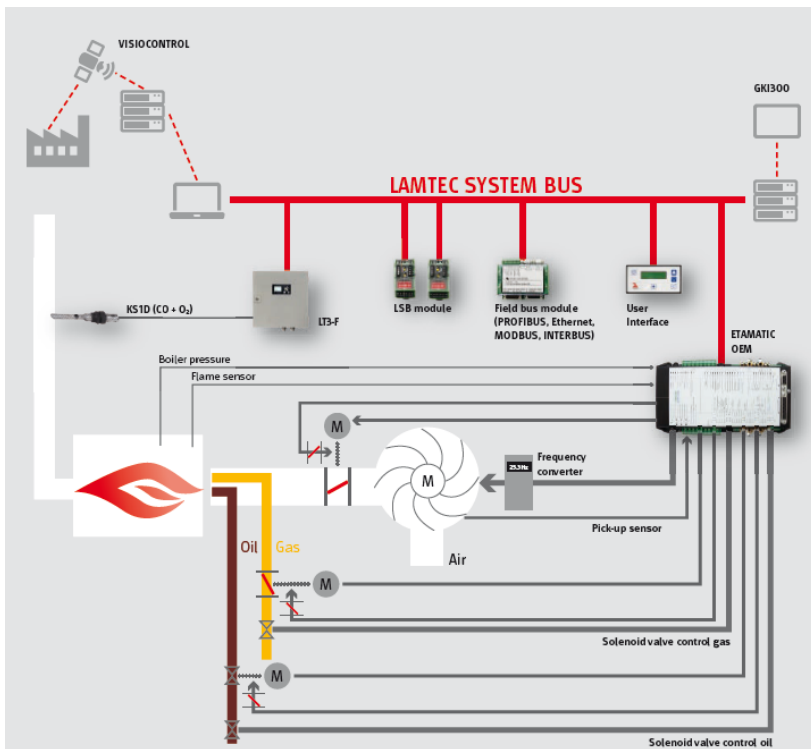 VISIOCONTROL
GKI300
LAMTEC SYSTEM BUS
KS1D (CO + O₂)
LT3-F
LSB module
Field bus module
(PROFIBUS, Ethernet,
MODBUS, INTERBUS)
User
Interface
ETAMATIC
OEM
Boiler pressure
Flame sensor
M
M
Frequency
converter
25.3Hz
Pick-up sensor
Oil
Gas
Air
M
Solenoid valve control gas
M
Solenoid valve control oil